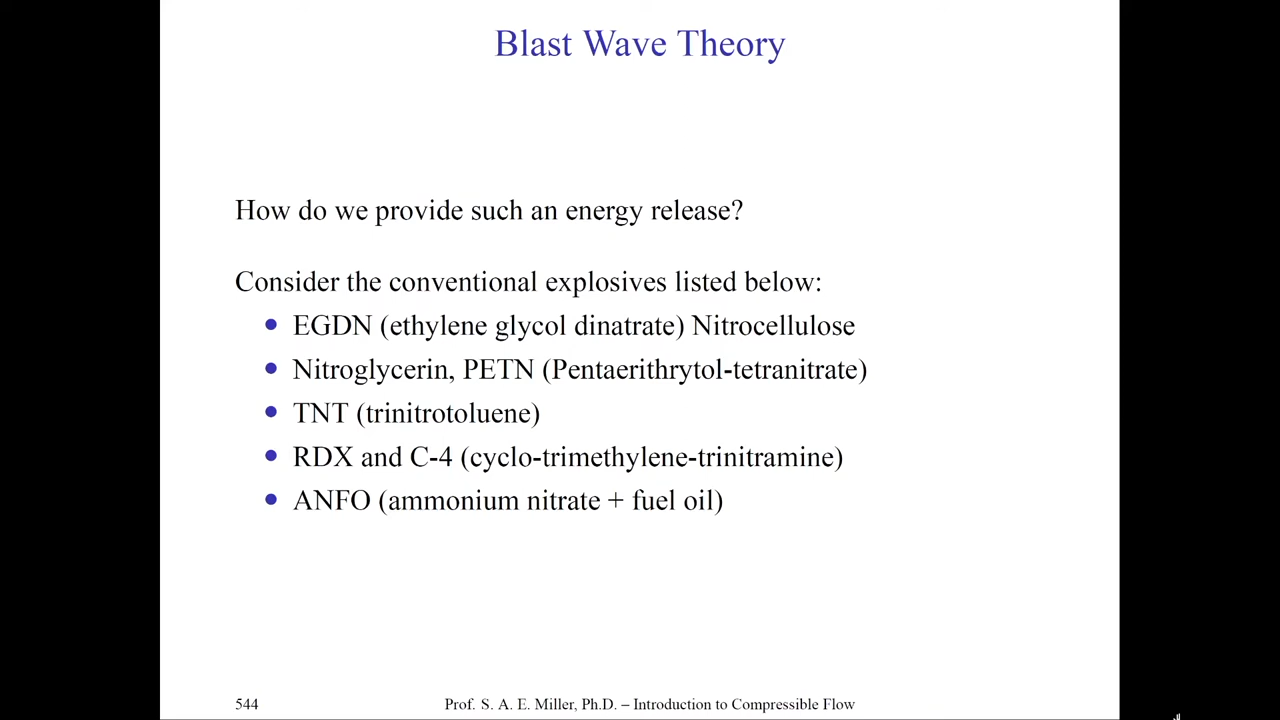 Blast Wave Theory
How do we provide such an energy release?
Consider the conventional explosives listed below:
• EGDN (ethylene glycol dinatrate) Nitrocellulose
• Nitroglycerin, PETN (Pentaerithrytol-tetranitrate)
• TNT (trinitrotoluene)
• RDX and C-4 (cyclo-trimethylene-trinitramine)
• ANFO (ammonium nitrate + fuel oil)
544 Prof. S. A. E. Miller, Ph.D. – Introduction to Compressible Flow